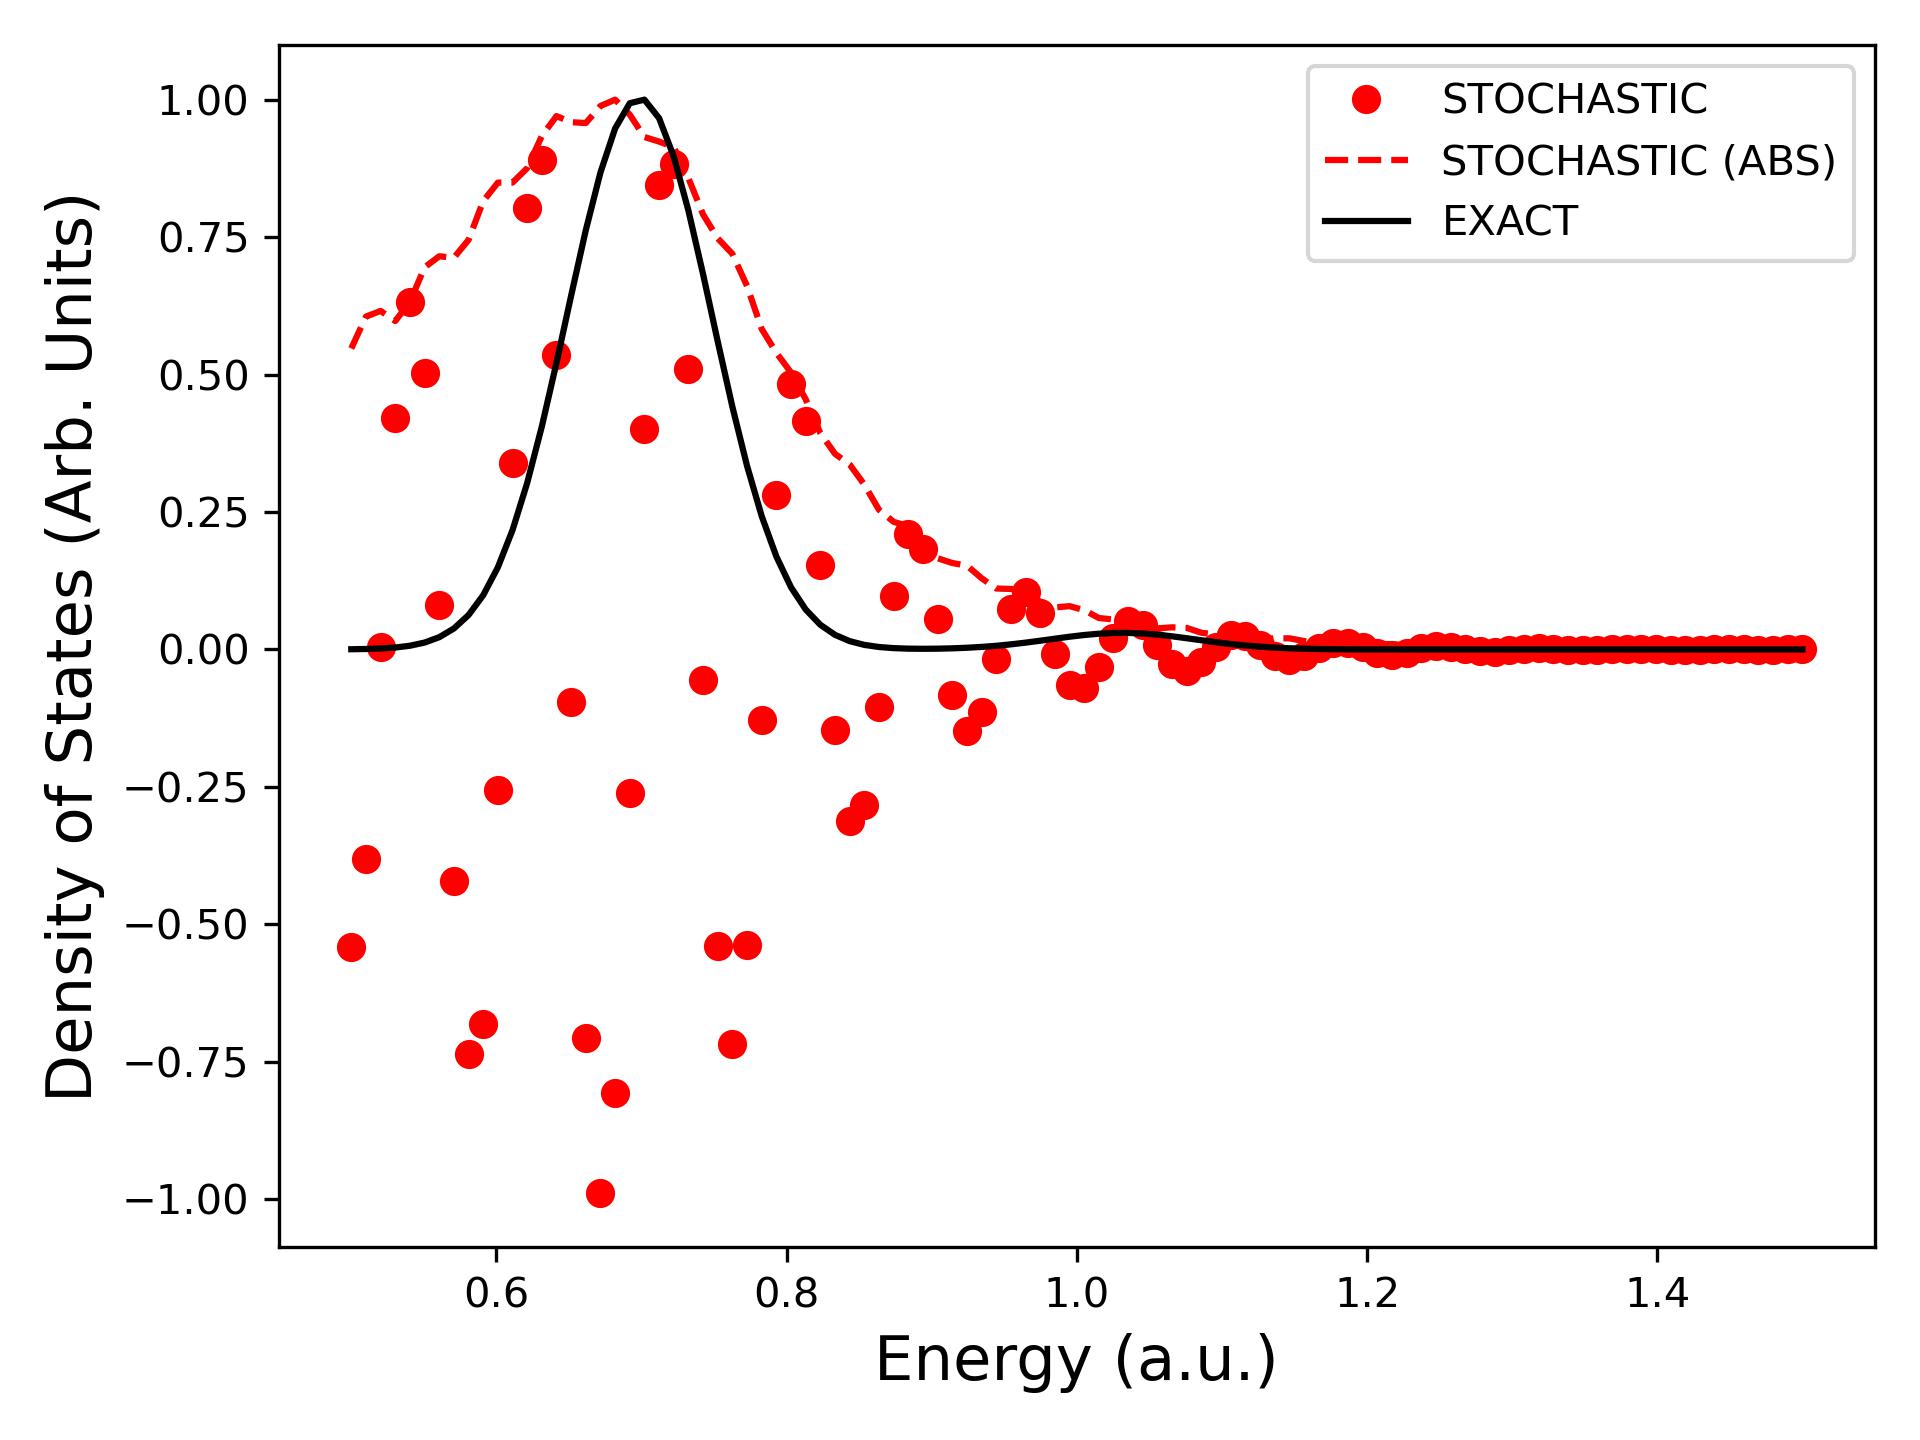 STOCHASTIC
STOCHASTIC (ABS)
EXACT
1.00
0.75
0.50
0.25
0.00
−0.25
−0.50
−0.75
−1.00
Density of States (Arb. Units)
0.6 0.8 1.0 1.2 1.4
Energy (a.u.)